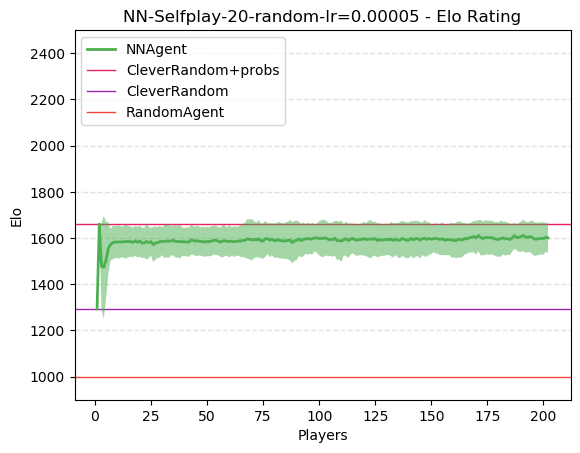 NN-Selfplay-20-random-lr=0.00005 - Elo Rating
NNAgent
CleverRandom+probs
CleverRandom
RandomAgent
2400
2200
2000
1800
1600
1400
1200
1000
Elo
0 25 50 75 100 125 150 175 200
Players